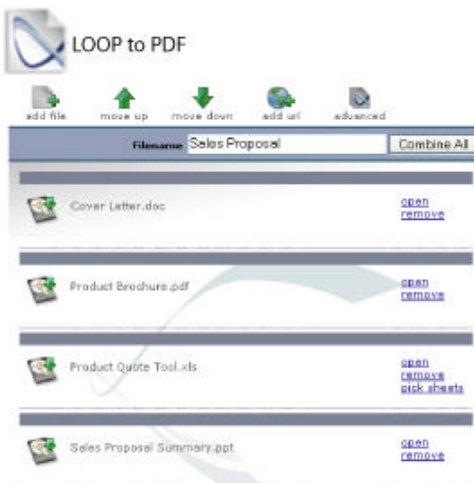 LOOP to PDF
add file move up move down add url advanced
Filename Sales Proposal Combine All
Cover Letter.doc open
remove
Product Brochure.pdf open
remove
Product Quote Tool.xls open
remove
pick sheets
Sales Proposal Summary.ppt open
remove